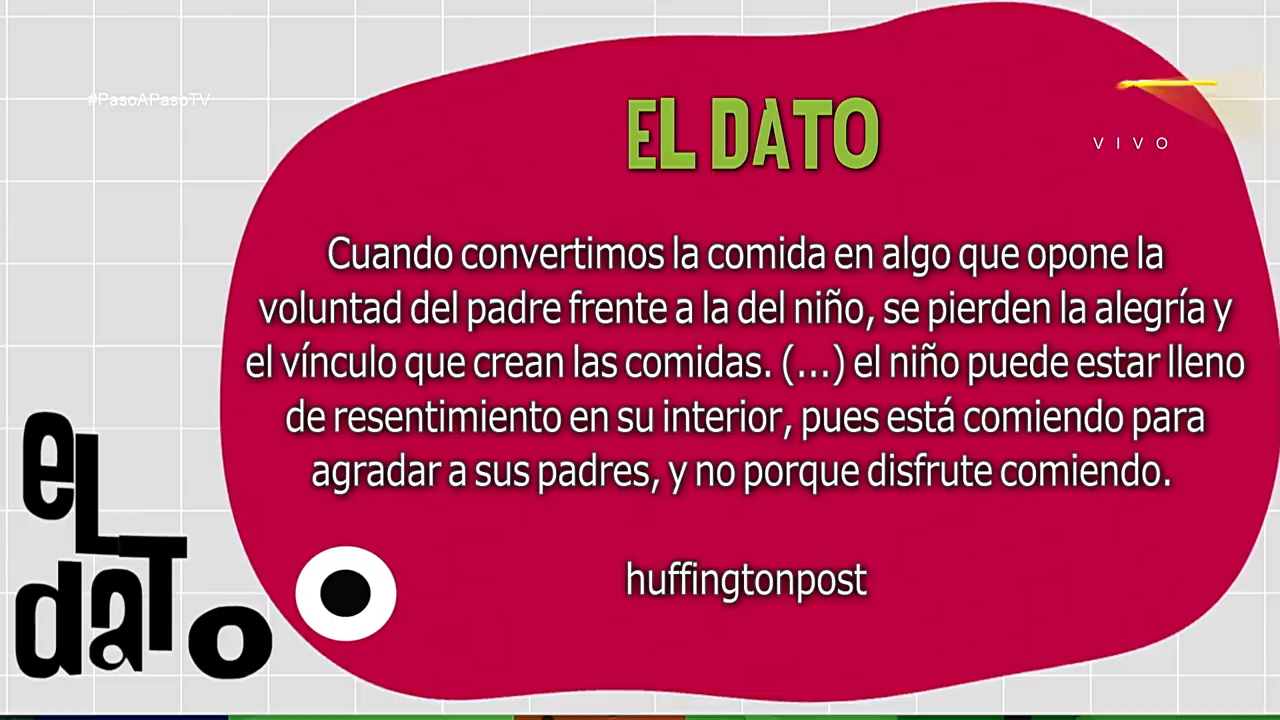 #PasoAPasoTV
EL DATO
VIVO
Cuando convertimos la comida en algo que opone la
voluntad del padre frente a la del niño, se pierden la alegría y
el vínculo que crean las comidas. (...) el niño puede estar lleno
de resentimiento en su interior, pues está comiendo para
agradar a sus padres, y no porque disfrute comiendo.
huffingtonpost
eL
daTo